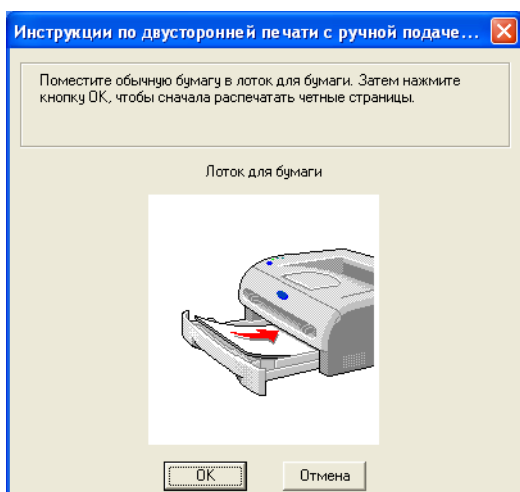 Инструкции по двусторонней печати с ручной подаче...
Поместите обычную бумагу в лоток для бумаги. Затем нажмите
кнопку OK, чтобы сначала распечатать четные страницы.
Лоток для бумаги
OK
Отмена